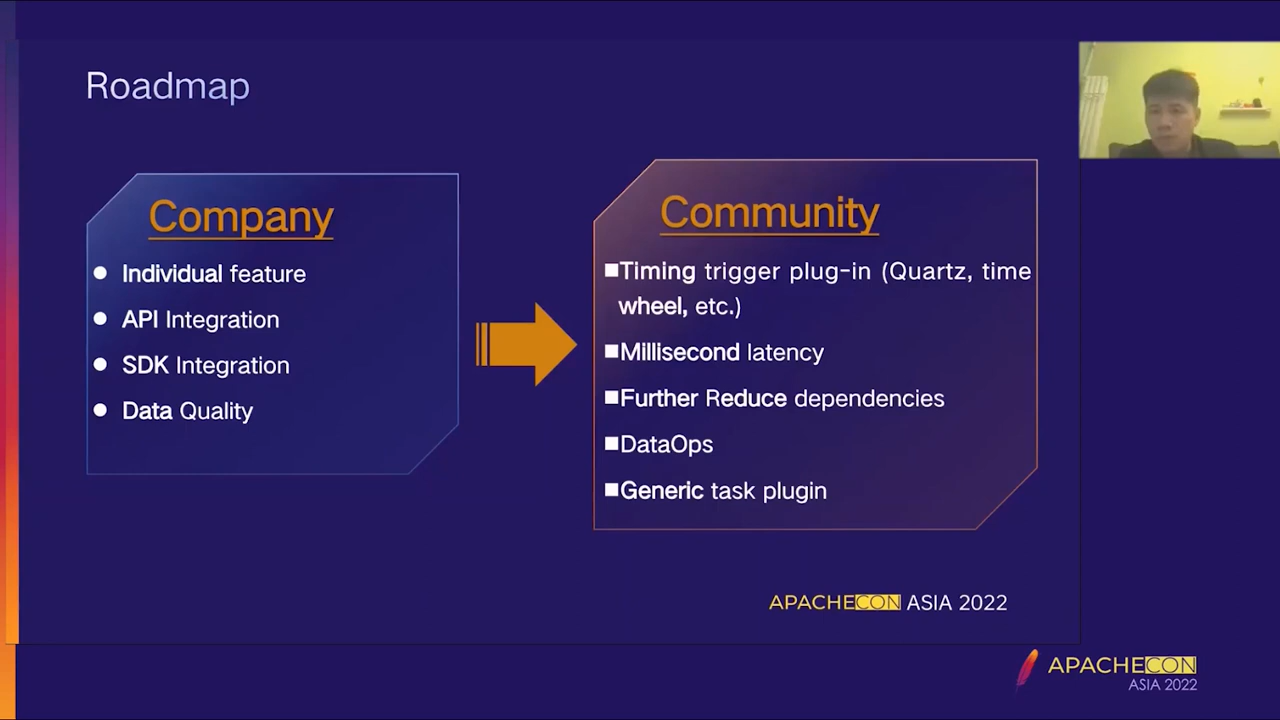 Roadmap
Company
Individual feature
API Integration
SDK Integration
Data Quality
Community
Timing trigger plug-in (Quartz, time
wheel, etc.)
Millisecond latency
Further Reduce dependencies
DataOps
Generic task plugin
APACHECON ASIA 2022
APACHECON
ASIA 2022